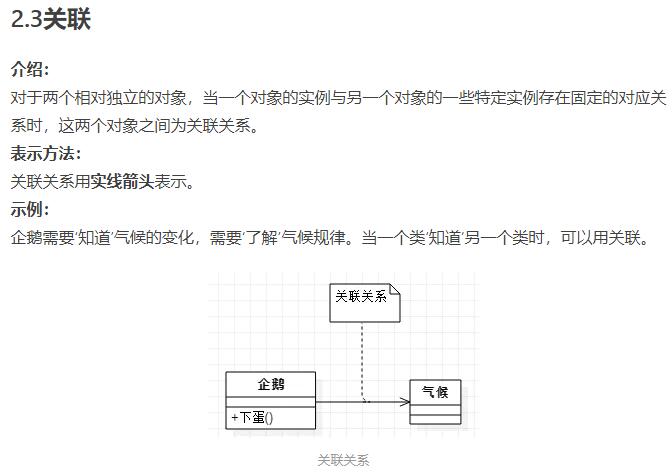 2.3关联
介绍：
对于两个相对独立的对象，当一个对象的实例与另一个对象的一些特定实例存在固定的对应关
系时，这两个对象之间为关联关系。
表示方法：
关联关系用实线箭头表示。
示例：
企鹅需要‘知道’气候的变化，需要‘了解’气候规律。当一个类‘知道’另一个类时，可以用关联。
关联关系
企鹅
气候
+下蛋()
关联关系